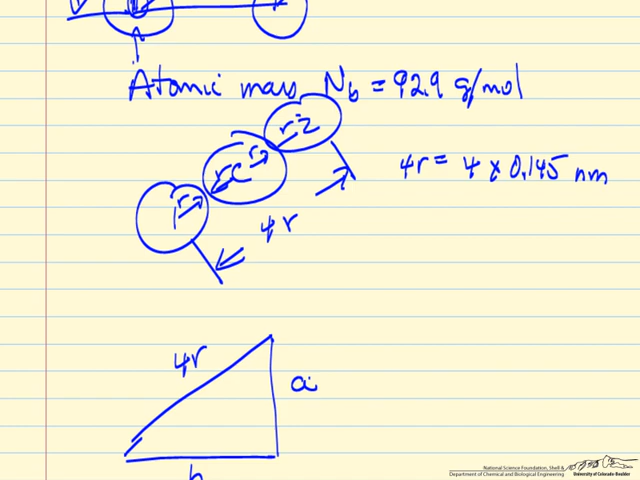 Atomic mass Nb = 92.9 g/mol
r r r r
4r = 4 x 0.145 nm
4r
4r
a
b
National Science Foundation, Shell &
Department of Chemical and Biological Engineering
University of Colorado Boulder